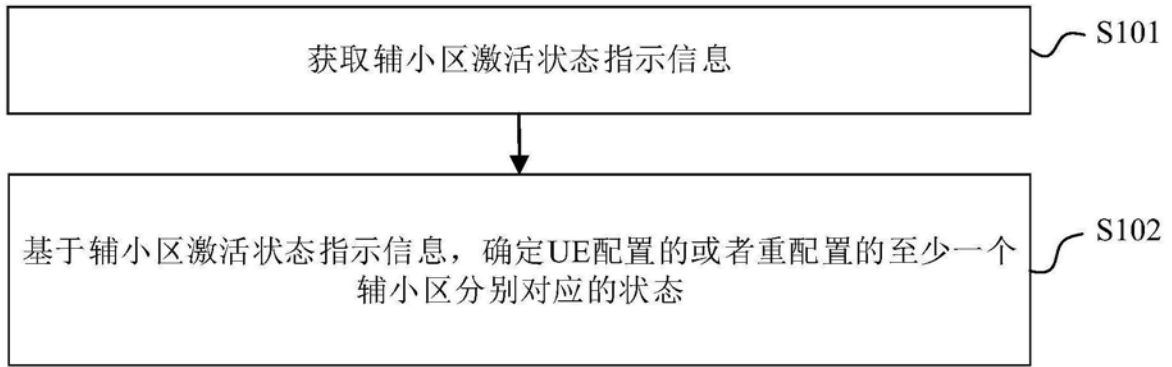 获取辅小区激活状态指示信息
S101
基于辅小区激活状态指示信息，确定UE配置的或者重配置的至少一个
辅小区分别对应的状态
S102